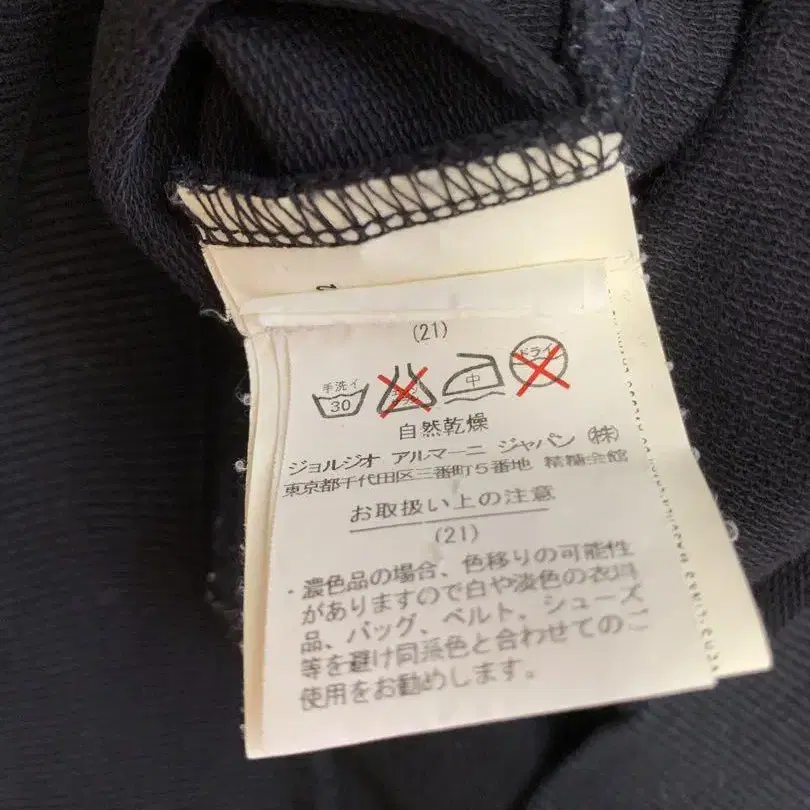 2
(21)
手洗イ 30 中 ドライ
自然乾燥
ジョルジオ アルマーニ ジャパン (株)
東京都千代田区三番町5番地 精糖会館
お取扱い上の注意
(21)
・濃色品の場合、色移りの可能性
がありますので白や淡色の衣料
品、バッグ、ベルト、シューズ
等を避け同系色と合わせてのご
使用をお勧めします。